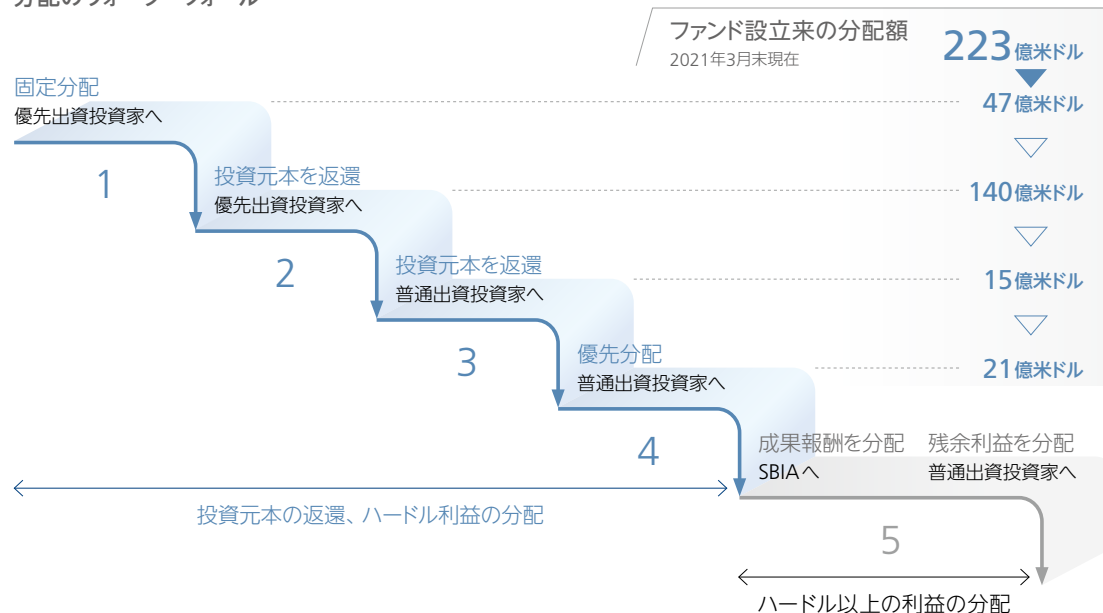 ファンド設立来の分配額
2021年3月末現在
223億米ドル
固定分配
優先出資投資家へ
47億米ドル
1
投資元本を返還
優先出資投資家へ
140億米ドル
2
投資元本を返還
普通出資投資家へ
15億米ドル
3
優先分配
普通出資投資家へ
21億米ドル
4
成果報酬を分配 残余利益を分配
SBIAへ 普通出資投資家へ
投資元本の返還、ハードル利益の分配
5
ハードル以上の利益の分配